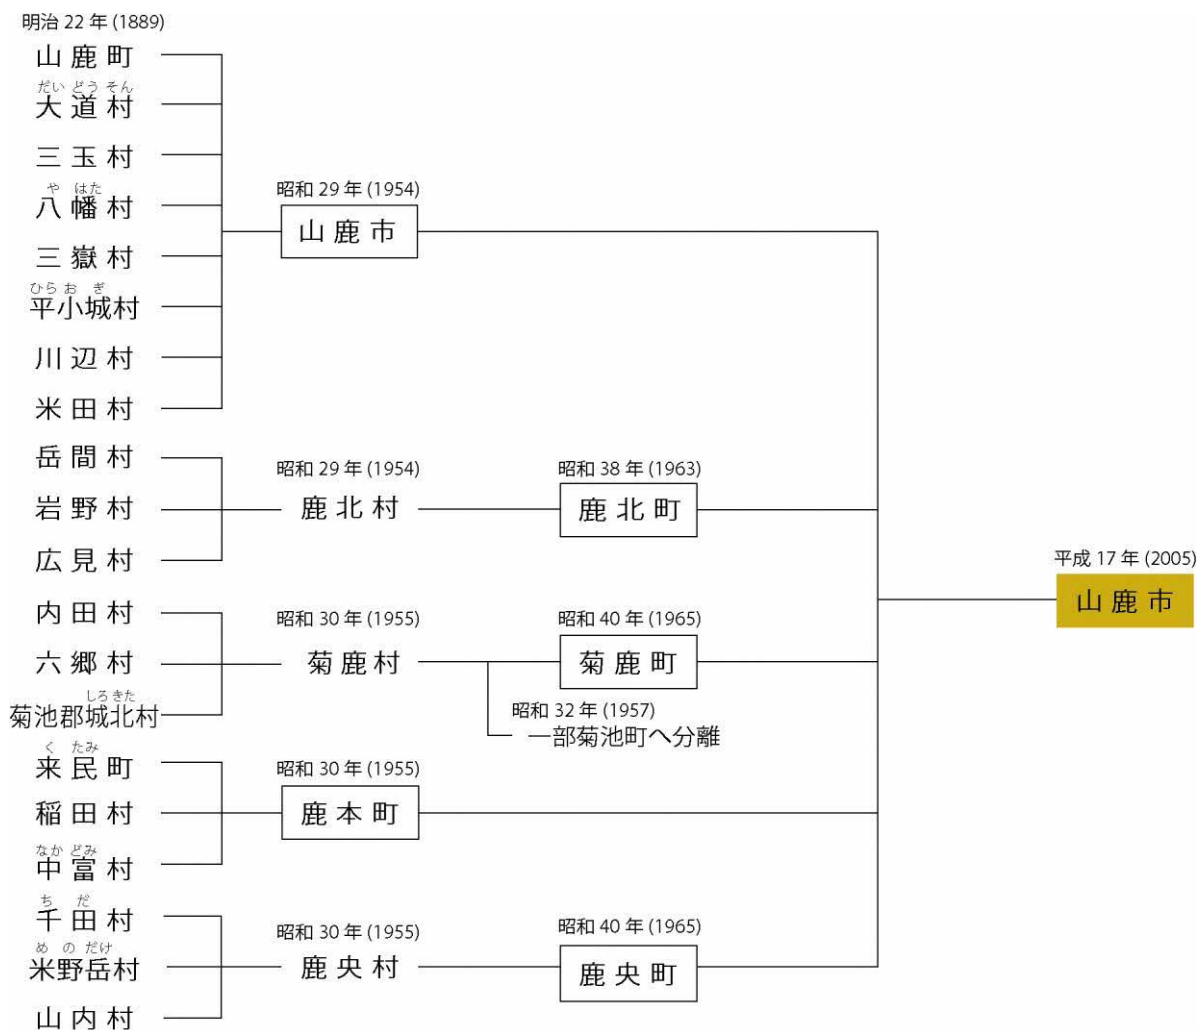 明治 22 年 (1889)
山鹿町
だいどうそん
大道村
三玉村
やはた
八幡村
三嶽村
ひらおぎ
平小城村
川辺村
米田村
昭和 29 年 (1954)
山鹿市
岳間村
岩野村
広見村
昭和 29 年 (1954)
鹿北村
昭和 38 年 (1963)
鹿北町
内田村
六郷村
しろきた
菊池郡城北村
昭和 30 年 (1955)
菊鹿村
昭和 40 年 (1965)
菊鹿町
昭和 32 年 (1957)
一部菊池町へ分離
くたみ
来民町
稲田村
なかどみ
中富村
昭和 30 年 (1955)
鹿本町
ちだ
千田村
めのだけ
米野岳村
山内村
昭和 30 年 (1955)
鹿央村
昭和 40 年 (1965)
鹿央町
平成 17 年 (2005)
山鹿市